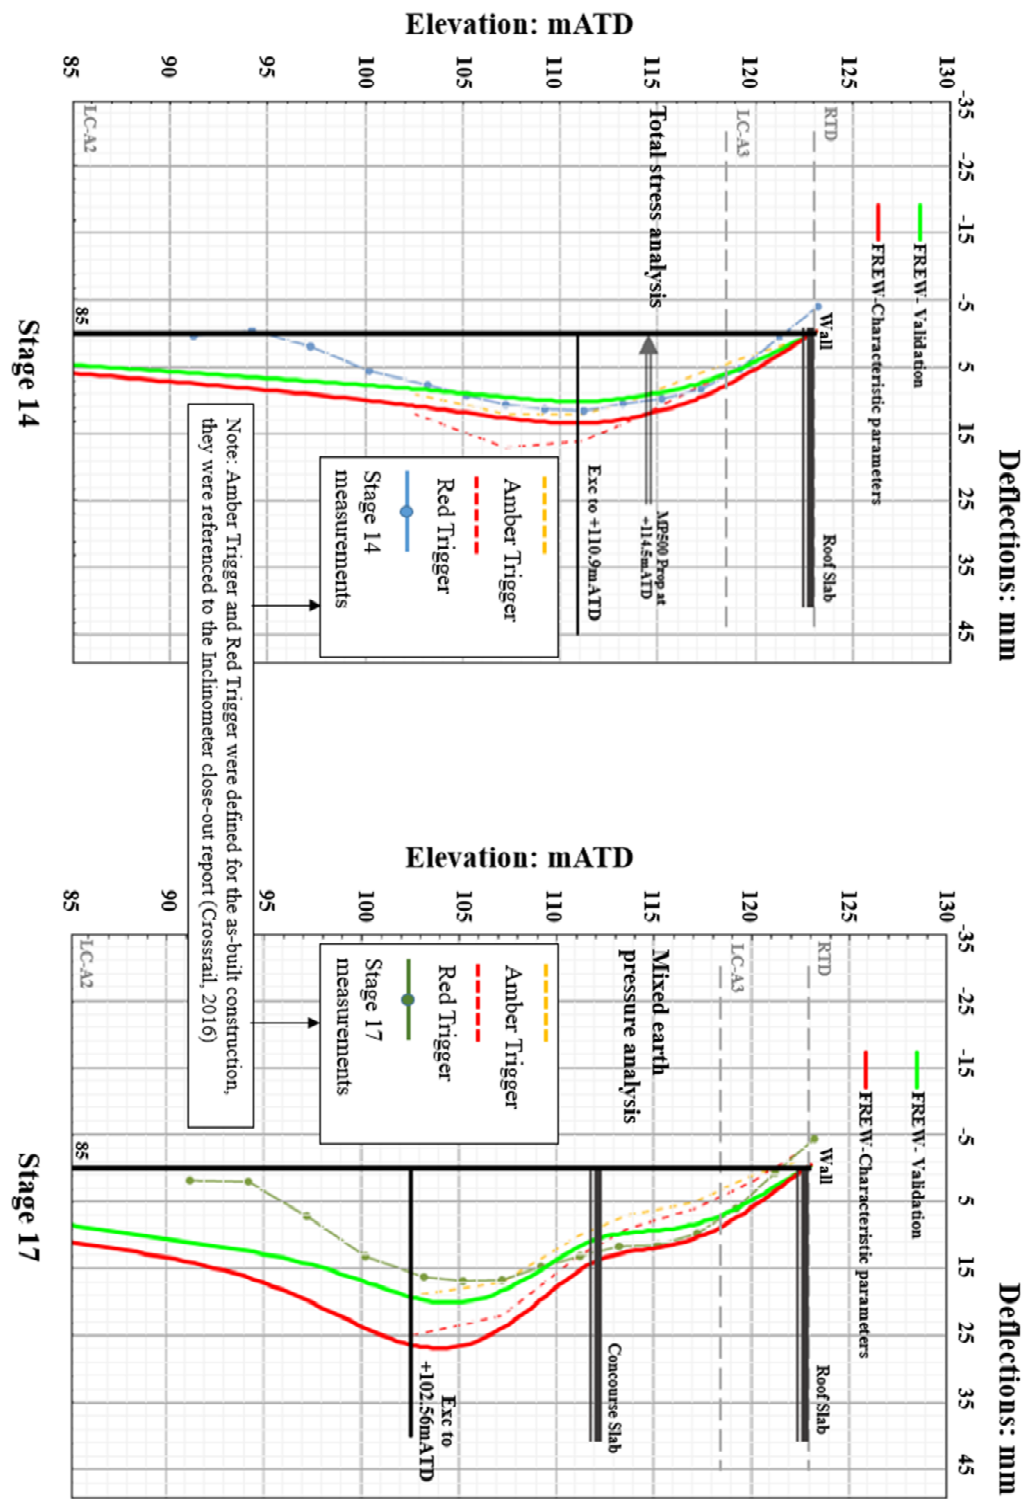 Deflections: mm
-35
-25
-15
-5
5
15
25
35
45
Elevation: mATD
130
125
120
115
110
105
100
95
90
85
RTD
LC-A3
LC-A2
FREW- Validation
FREW-Characteristic parameters
Total stress analysis
Wall
Roof Slab
MP500 Prop at
+114.5mATD
Exc to +110.9mATD
85
Amber Trigger
Red Trigger
Stage 14
measurements
Stage 14
Note: Amber Trigger and Red Trigger were defined for the as-built construction,
they were referenced to the Inclinometer close-out report (Crossrail, 2016)
Deflections: mm
-35
-25
-15
-5
5
15
25
35
45
Elevation: mATD
130
125
120
115
110
105
100
95
90
85
RTD
LC-A3
LC-A2
FREW- Validation
FREW-Characteristic parameters
Mixed earth
pressure analysis
Wall
Roof Slab
Concourse Slab
Exc to
+102.56mATD
85
Amber Trigger
Red Trigger
Stage 17
measurements
Stage 17